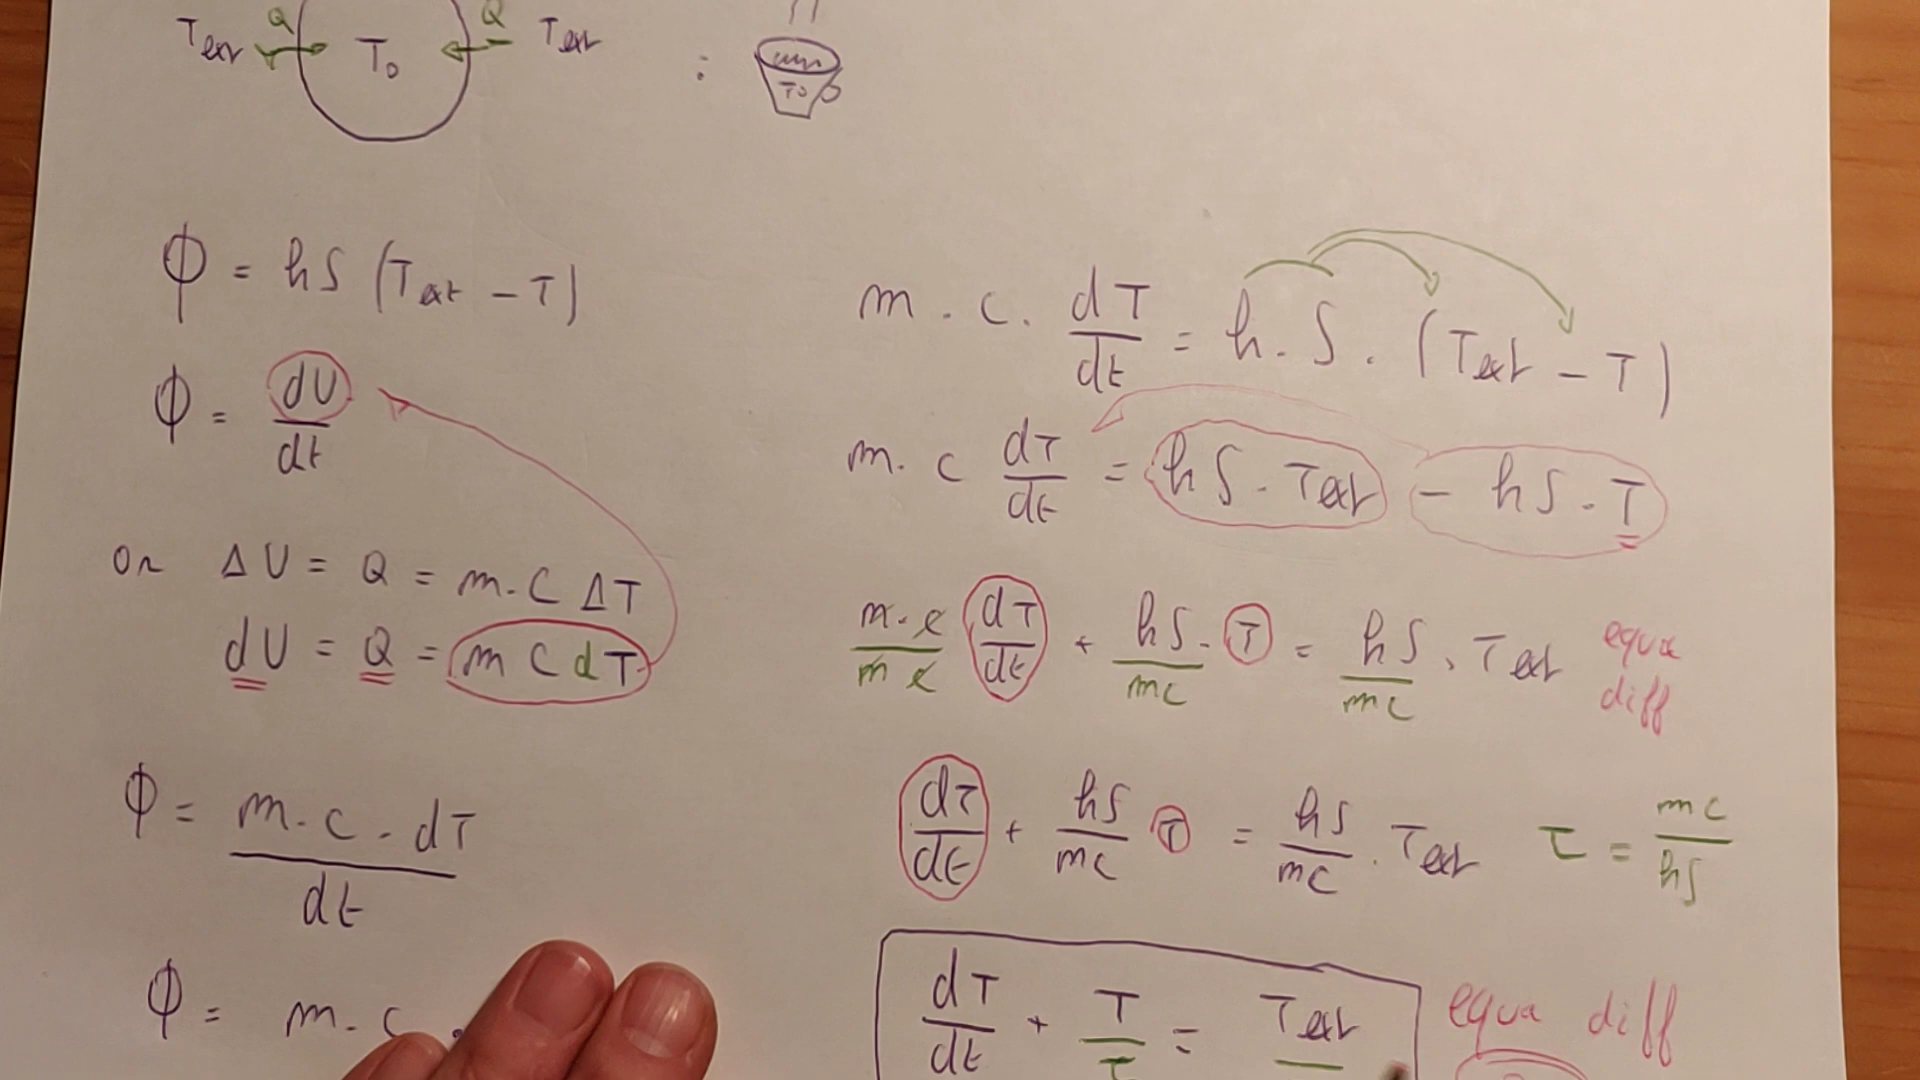 Text Q T₀ Q Text : T₀
ϕ = hS (Text - T)
ϕ = dU/dt
Or ΔU = Q = m.C ΔT
dU = Q = m C dT
ϕ = m.c.dT/dt
ϕ = m.c.
m.c. dT/dt = h.S.(Text - T)
m.c dT/dt = hS.Text - hS.T
m.c/mc dT/dt + hS/mc.T = hS/mc.Text equa diff
dT/dt + hS/mc T = hS/mc.Text τ = mc/hS
dT/dt + T/τ = Text equa diff